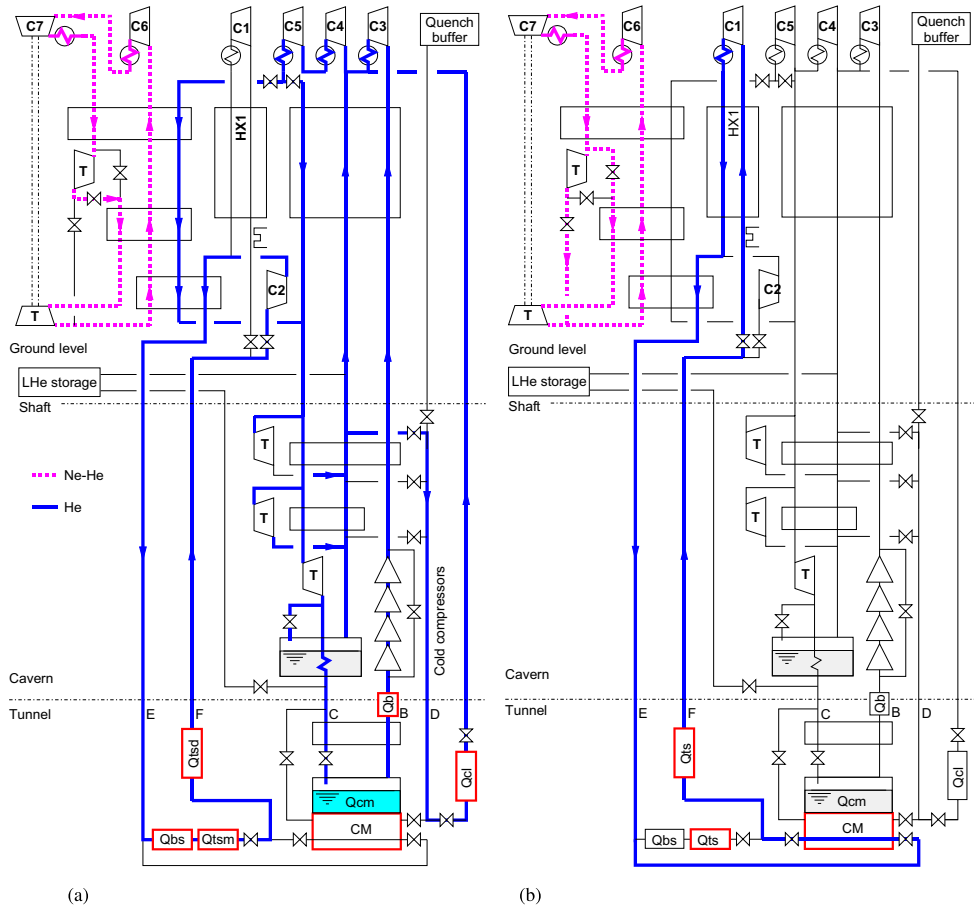 C7
C6
C1
C5
C4
C3
Quench
buffer
HX1
T
C2
T
Ground level
LHe storage
Shaft
Ne-He
He
T
T
T
Cold compressors
Cavern
Tunnel
E
F
C
Qb
B
D
Qtsd
Qcl
Qcm
CM
Qbs
Qtsm
(a)
C7
C6
C1
C5
C4
C3
Quench
buffer
HX1
T
C2
T
Ground level
LHe storage
Shaft
T
T
T
Cavern
Tunnel
E
F
C
Qb
B
D
Qts
Qcl
Qcm
CM
Qbs
Qts
(b)